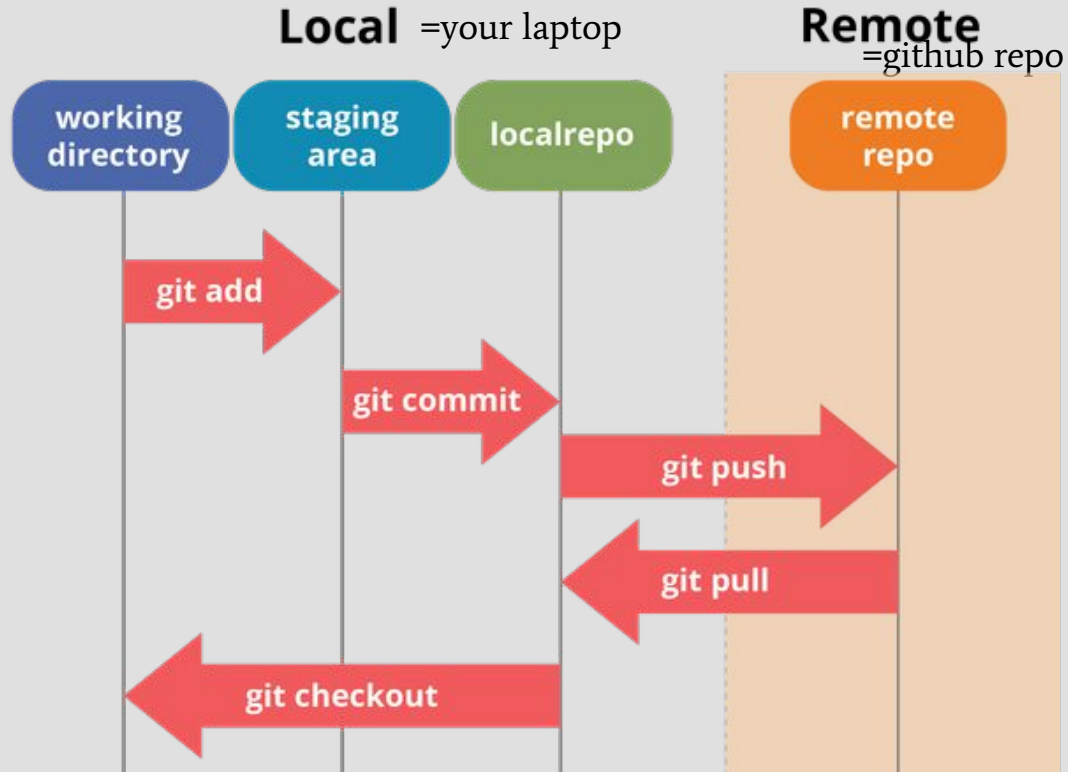 Local =your laptop
Remote
=github repo
working
directory
staging
area
localrepo
remote
repo
git add
git commit
git push
git pull
git checkout